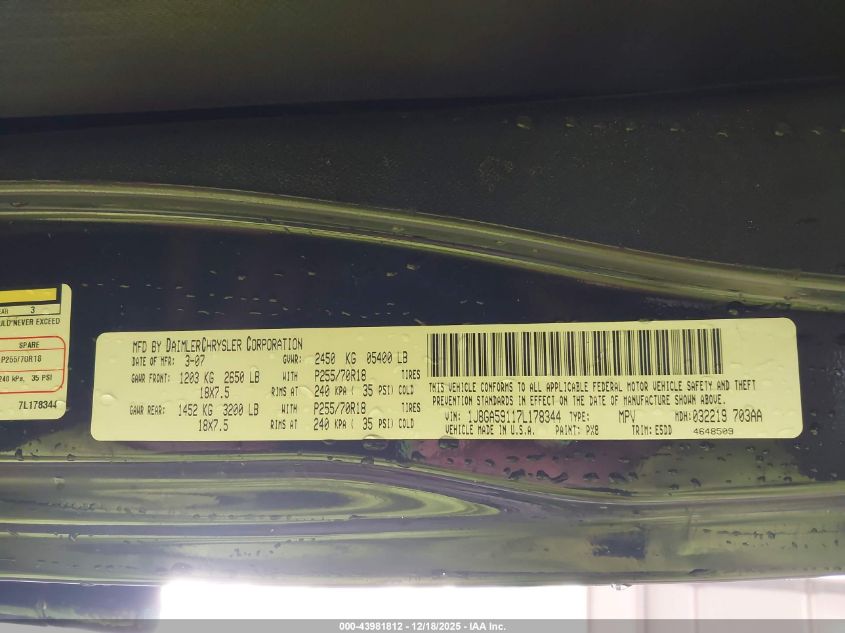 EAR 3
ULD NEVER EXCEED
SPARE
P255/70R18
240 kPa, 35 PSI
7L178344
MFD BY DAIMLERCHRYSLER CORPORATION
DATE OF MFR: 3-07 GVWR: 2450 KG 05400 LB
GAWR FRONT: 1203 KG 2650 LB WITH P255/70R18 TIRES
18X7.5 RIMS AT 240 KPA ( 35 PSI) COLD
GAWR REAR: 1452 KG 3200 LB WITH P255/70R18 TIRES
18X7.5 RIMS AT 240 KPA ( 35 PSI) COLD
THIS VEHICLE CONFORMS TO ALL APPLICABLE FEDERAL MOTOR VEHICLE SAFETY AND THEFT
PREVENTION STANDARDS IN EFFECT ON THE DATE OF MANUFACTURE SHOWN ABOVE.
VIN: 1J8GA59117L178344 TYPE: MPV MDH: 032219 703AA
VEHICLE MADE IN U.S.A. PAINT: PX8 TRIM: E5DD 4648509
000-43981812 - 12/18/2025 - IAA Inc.